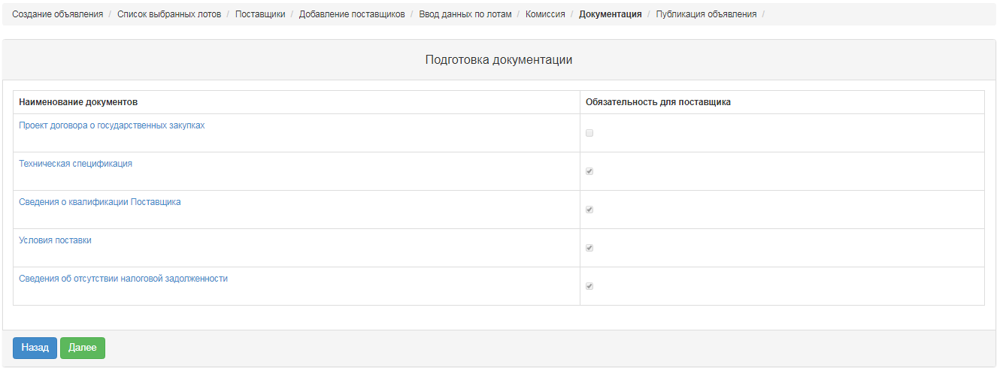 Создание объявления / Список выбранных лотов / Поставщики / Добавление поставщиков / Ввод данных по лотам / Комиссия / Документация / Публикация объявления /
Подготовка документации
Наименование документов Обязательность для поставщика
Проект договора о государственных закупках
Техническая спецификация
Сведения о квалификации Поставщика
Условия поставки
Сведения об отсутствии налоговой задолженности
Назад Далее